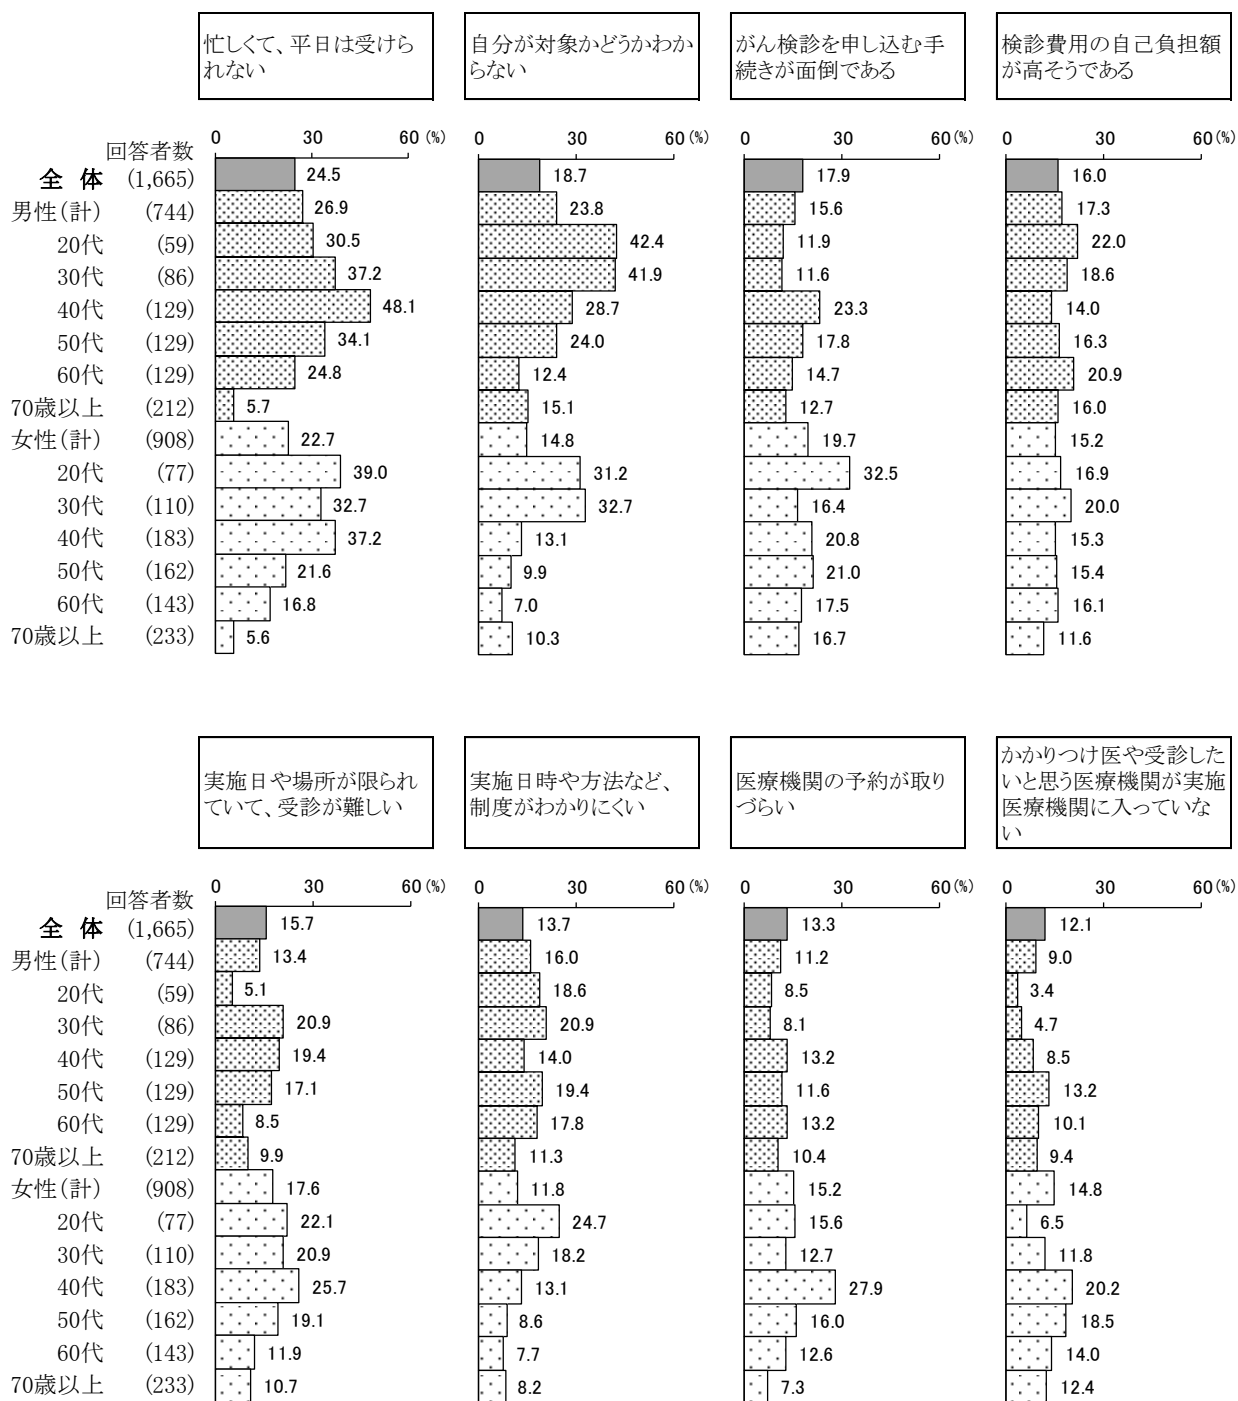 忙しくて、平日は受けら
れない
自分が対象かどうかわか
らない
がん検診を申し込む手
続きが面倒である
検診費用の自己負担額
が高そうである
0 30 60(%) 0 30 60(%) 0 30 60(%) 0 30 60(%)
回答者数
全 体 (1,665) 24.5 18.7 17.9 16.0
男性(計) (744) 26.9 23.8 15.6 17.3
20代 (59) 30.5 42.4 11.9 22.0
30代 (86) 37.2 41.9 11.6 18.6
40代 (129) 48.1 28.7 23.3 14.0
50代 (129) 34.1 24.0 17.8 16.3
60代 (129) 24.8 12.4 14.7 20.9
70歳以上 (212) 5.7 15.1 12.7 16.0
女性(計) (908) 22.7 14.8 19.7 15.2
20代 (77) 39.0 31.2 32.5 16.9
30代 (110) 32.7 32.7 16.4 20.0
40代 (183) 37.2 13.1 20.8 15.3
50代 (162) 21.6 9.9 21.0 15.4
60代 (143) 16.8 7.0 17.5 16.1
70歳以上 (233) 5.6 10.3 16.7 11.6
実施日や場所が限られ
ていて、受診が難しい
実施日時や方法など、
制度がわかりにくい
医療機関の予約が取り
づらい
かかりつけ医や受診した
いと思う医療機関が実施
医療機関に入っていな
い
0 30 60(%) 0 30 60(%) 0 30 60(%) 0 30 60(%)
回答者数
全 体 (1,665) 15.7 13.7 13.3 12.1
男性(計) (744) 13.4 16.0 11.2 9.0
20代 (59) 5.1 18.6 8.5 3.4
30代 (86) 20.9 20.9 8.1 4.7
40代 (129) 19.4 14.0 13.2 8.5
50代 (129) 17.1 19.4 11.6 13.2
60代 (129) 8.5 17.8 13.2 10.1
70歳以上 (212) 9.9 11.3 10.4 9.4
女性(計) (908) 17.6 11.8 15.2 14.8
20代 (77) 22.1 24.7 15.6 6.5
30代 (110) 20.9 18.2 12.7 11.8
40代 (183) 25.7 13.1 27.9 20.2
50代 (162) 19.1 8.6 16.0 18.5
60代 (143) 11.9 7.7 12.6 14.0
70歳以上 (233) 10.7 8.2 7.3 12.4